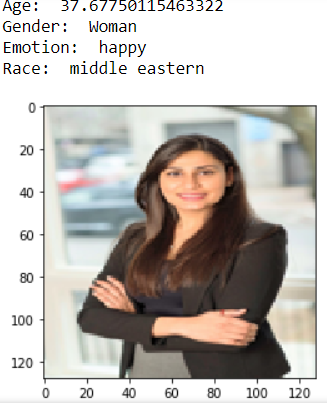 Age:  37.67750115463322
Gender:  Woman
Emotion:  happy
Race:  middle eastern
0
20
40
60
80
100
120
0 20 40 60 80 100 120